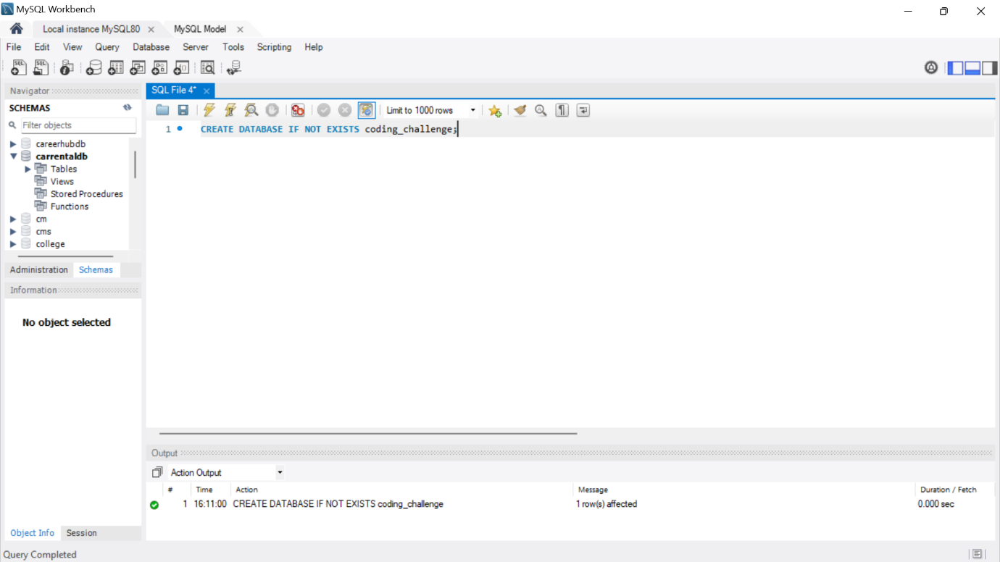 MySQL Workbench
Local instance MySQL80
MySQL Model
File Edit View Query Database Server Tools Scripting Help
Navigator
SQL File 4*
SCHEMAS
Limit to 1000 rows
Filter objects
1 CREATE DATABASE IF NOT EXISTS coding_challenge;
careerhubdb
carrentaldb
Tables
Views
Stored Procedures
Functions
cm
cms
college
Administration Schemas
Information
No object selected
Output
Action Output
# Time Action Message Duration / Fetch
1 16:11:00 CREATE DATABASE IF NOT EXISTS coding_challenge 1 row(s) affected 0.000 sec
Object Info Session
Query Completed